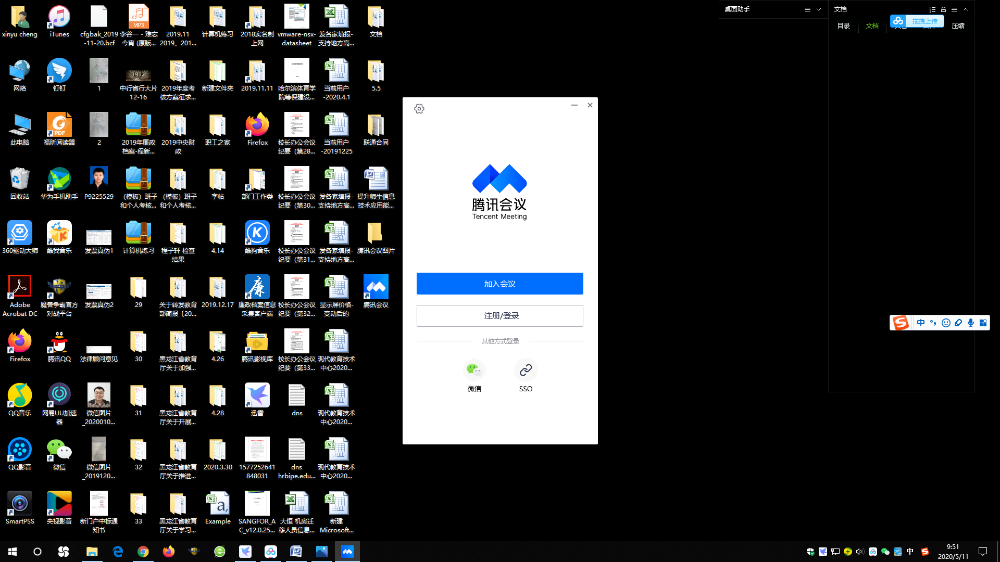 xinyu cheng
iTunes
cfgbak_2019
-11-20.bcf
MP3
李谷一 - 难忘
今宵 (原版...
2019.11
2019、201...
计算机练习
2018实名制
上网
vmware-nsx-
datasheet
发各家填报-
支持地方高...
文档
网络
钉钉
1
1912
中行省行大片
12-16
2019年度考
核方案征求...
新建文件夹
2019.11.11
哈尔滨体育学
院等保建设...
当前用户
-2020.4.1
5.5
此电脑
PDF
福昕阅读器
2
2019年廉政
档案-程新...
2019中央财
政
职工之家
Firefox
校长办公会议
纪要（第28...
当前用户
-20191225
联通合同
回收站
华为手机助手
P9225529
（模板）班子
和个人考核...
（模板）班子
和个人考核...
字帖
部门工作类
校长办公会议
纪要（第30...
发各家填报-
支持地方高...
提升师生信息
技术应用能...
360驱动大师
酷我音乐
发票真伪1
计算机练习
程子轩 检查
结果
4.14
酷狗音乐
校长办公会议
纪要（第31...
发各家填报-
支持地方高...
腾讯会议图片
Adobe
Acrobat DC
魔兽争霸官方
对战平台
发票真伪2
29
关于转发教育
部简报〔20...
2019.12.17
廉
廉政档案信息
采集客户端
校长办公会议
纪要（第32...
显示屏价格-
变动后的
腾讯会议
Firefox
腾讯QQ
法律顾问意见
30
黑龙江省教育
厅关于加强...
4.26
腾讯影视库
校长办公会议
纪要（第33...
现代教育技术
中心2020...
QQ音乐
网易UU加速
器
微信图片
_2020010...
31
黑龙江省教育
厅关于开展...
4.28
迅雷
dns
现代教育技术
中心2020...
QQ影音
微信
微信图片
_2019120...
32
黑龙江省教育
厅关于推进...
2020.3.30
1577252641
848031
dns
hrbipe.edu...
现代教育技术
中心2020...
SmartPSS
央视影音
新门户中标通
知书
33
黑龙江省教育
厅关于学习...
Example
SANGFOR_A
C_v12.0.25...
大恒 机房迁
移人员信息...
新建
Microsoft...
腾讯会议
Tencent Meeting
加入会议
注册/登录
其他方式登录
微信
SSO
桌面助手
文档
拖拽上传
目录
文档
压缩
中
中
9:51
2020/5/11